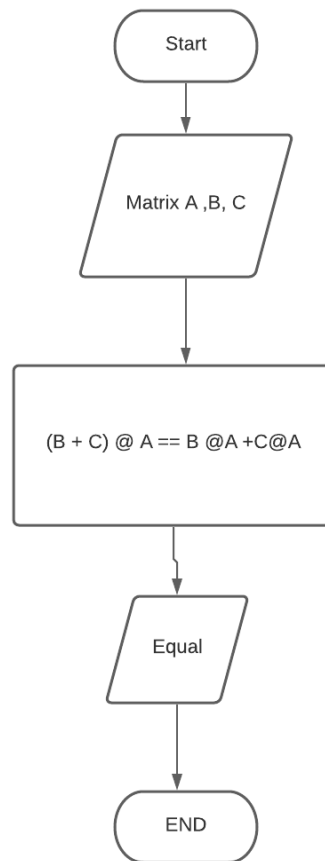 Start
Matrix A ,B, C
(B + C) @ A == B @A +C@A
Equal
END